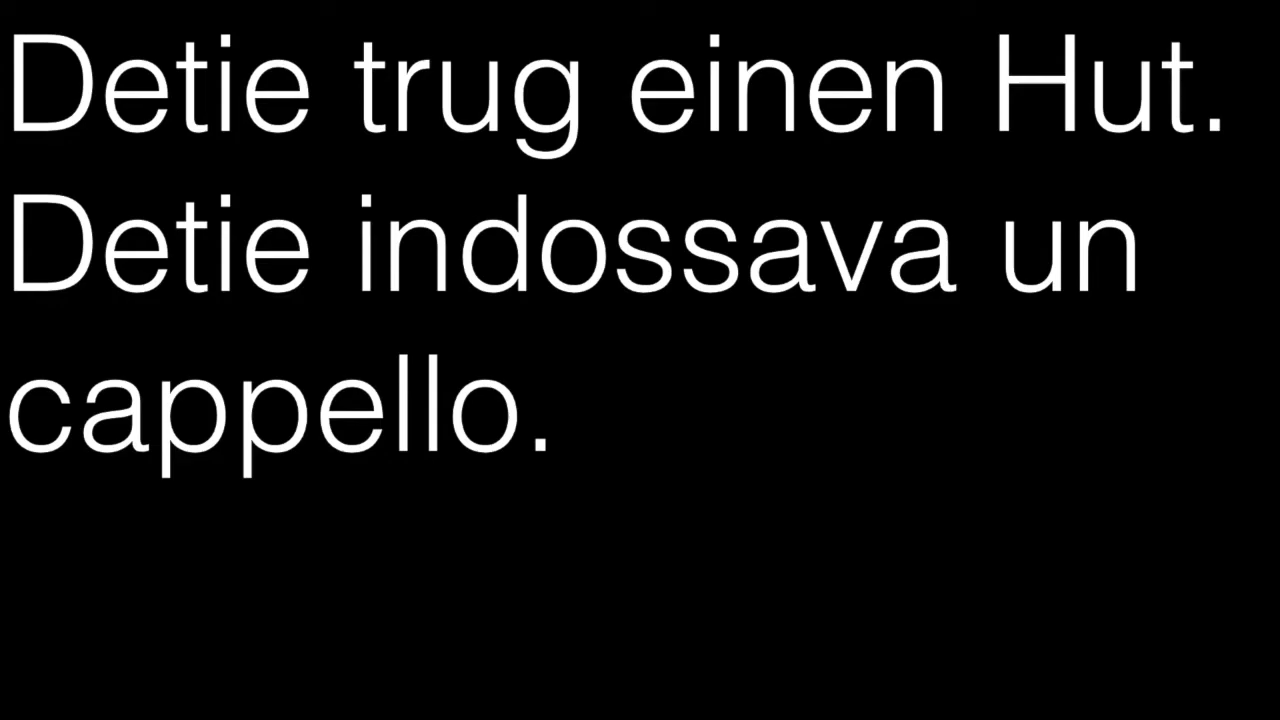 Detie trug einen Hut.
Detie indossava un
cappello.